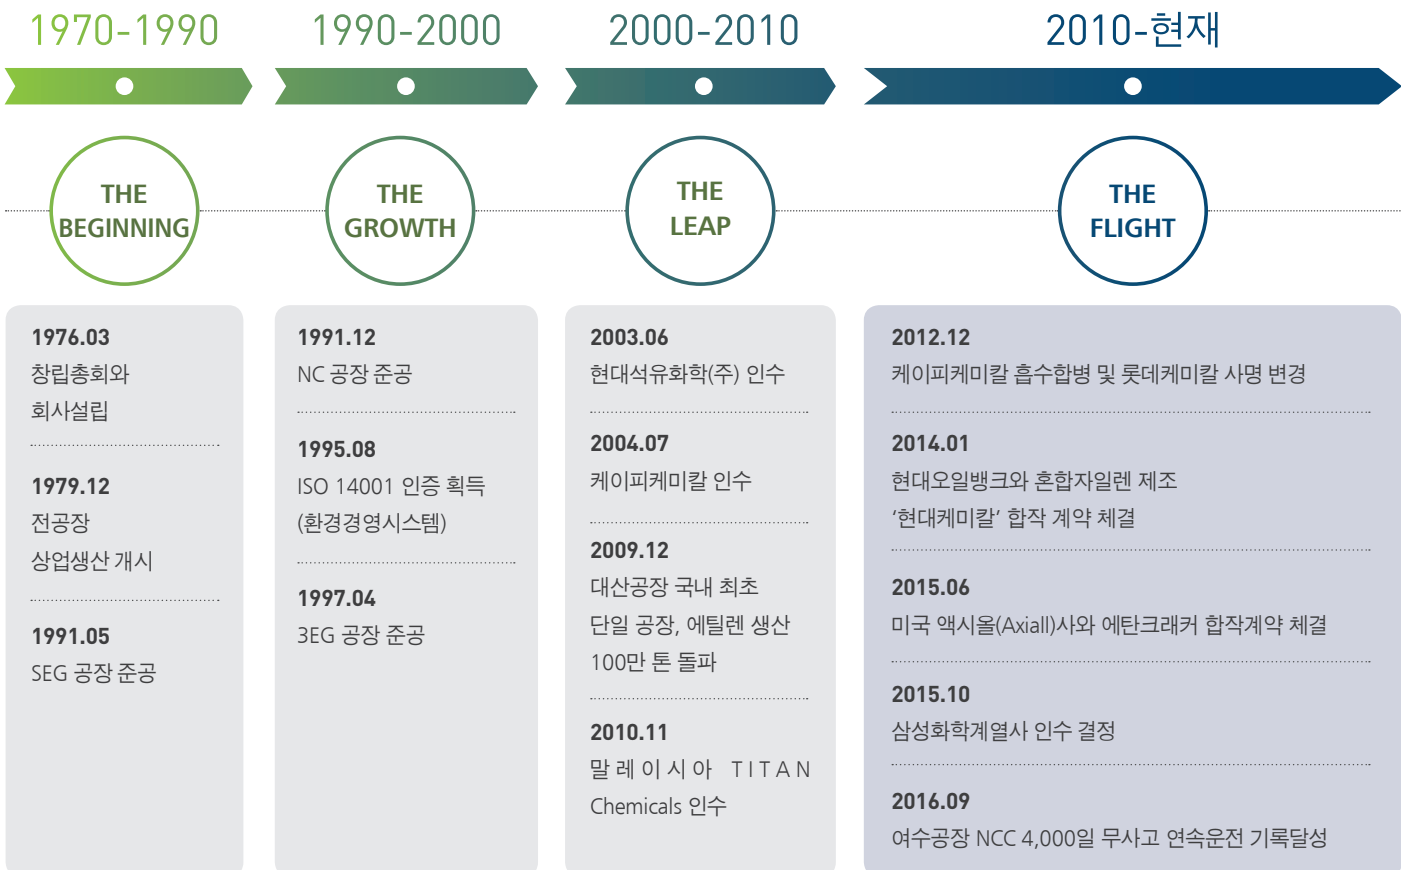 1970-1990
THE
BEGINNING
1976.03
창립총회와
회사설립
1979.12
전공장
상업생산 개시
1991.05
SEG 공장 준공
1990-2000
THE
GROWTH
1991.12
NC 공장 준공
1995.08
ISO 14001 인증 획득
(환경경영시스템)
1997.04
3EG 공장 준공
2000-2010
THE
LEAP
2003.06
현대석유화학(주) 인수
2004.07
케이피케미칼 인수
2009.12
대산공장 국내 최초
단일 공장, 에틸렌 생산
100만 톤 돌파
2010.11
말레이시아 TITAN
Chemicals 인수
2010-현재
THE
FLIGHT
2012.12
케이피케미칼 흡수합병 및 롯데케미칼 사명 변경
2014.01
현대오일뱅크와 혼합자일렌 제조
‘현대케미칼’ 합작 계약 체결
2015.06
미국 액시올(Axiall)사와 에탄크래커 합작계약 체결
2015.10
삼성화학계열사 인수 결정
2016.09
여수공장 NCC 4,000일 무사고 연속운전 기록달성